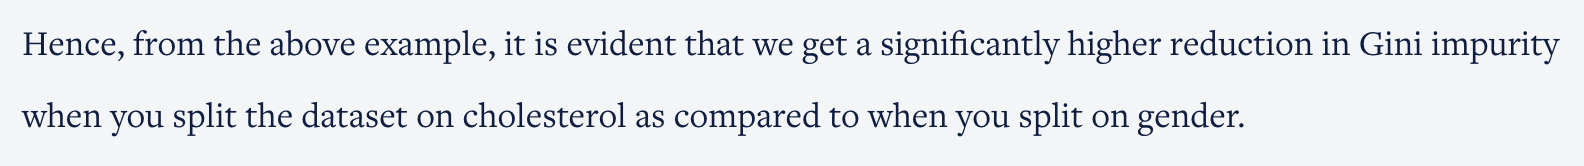 Hence, from the above example, it is evident that we get a significantly higher reduction in Gini impurity
when you split the dataset on cholesterol as compared to when you split on gender.